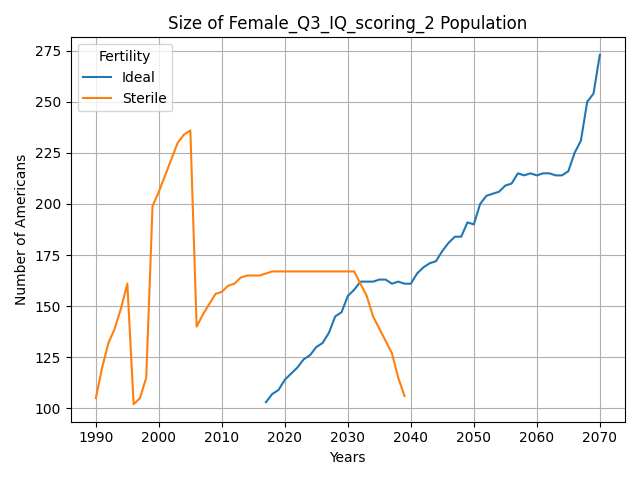 Size of Female_Q3_IQ_scoring_2 Population
Fertility
Ideal
Sterile
Number of Americans
275
250
225
200
175
150
125
100
1990
2000
2010
2020
2030
2040
2050
2060
2070
Years